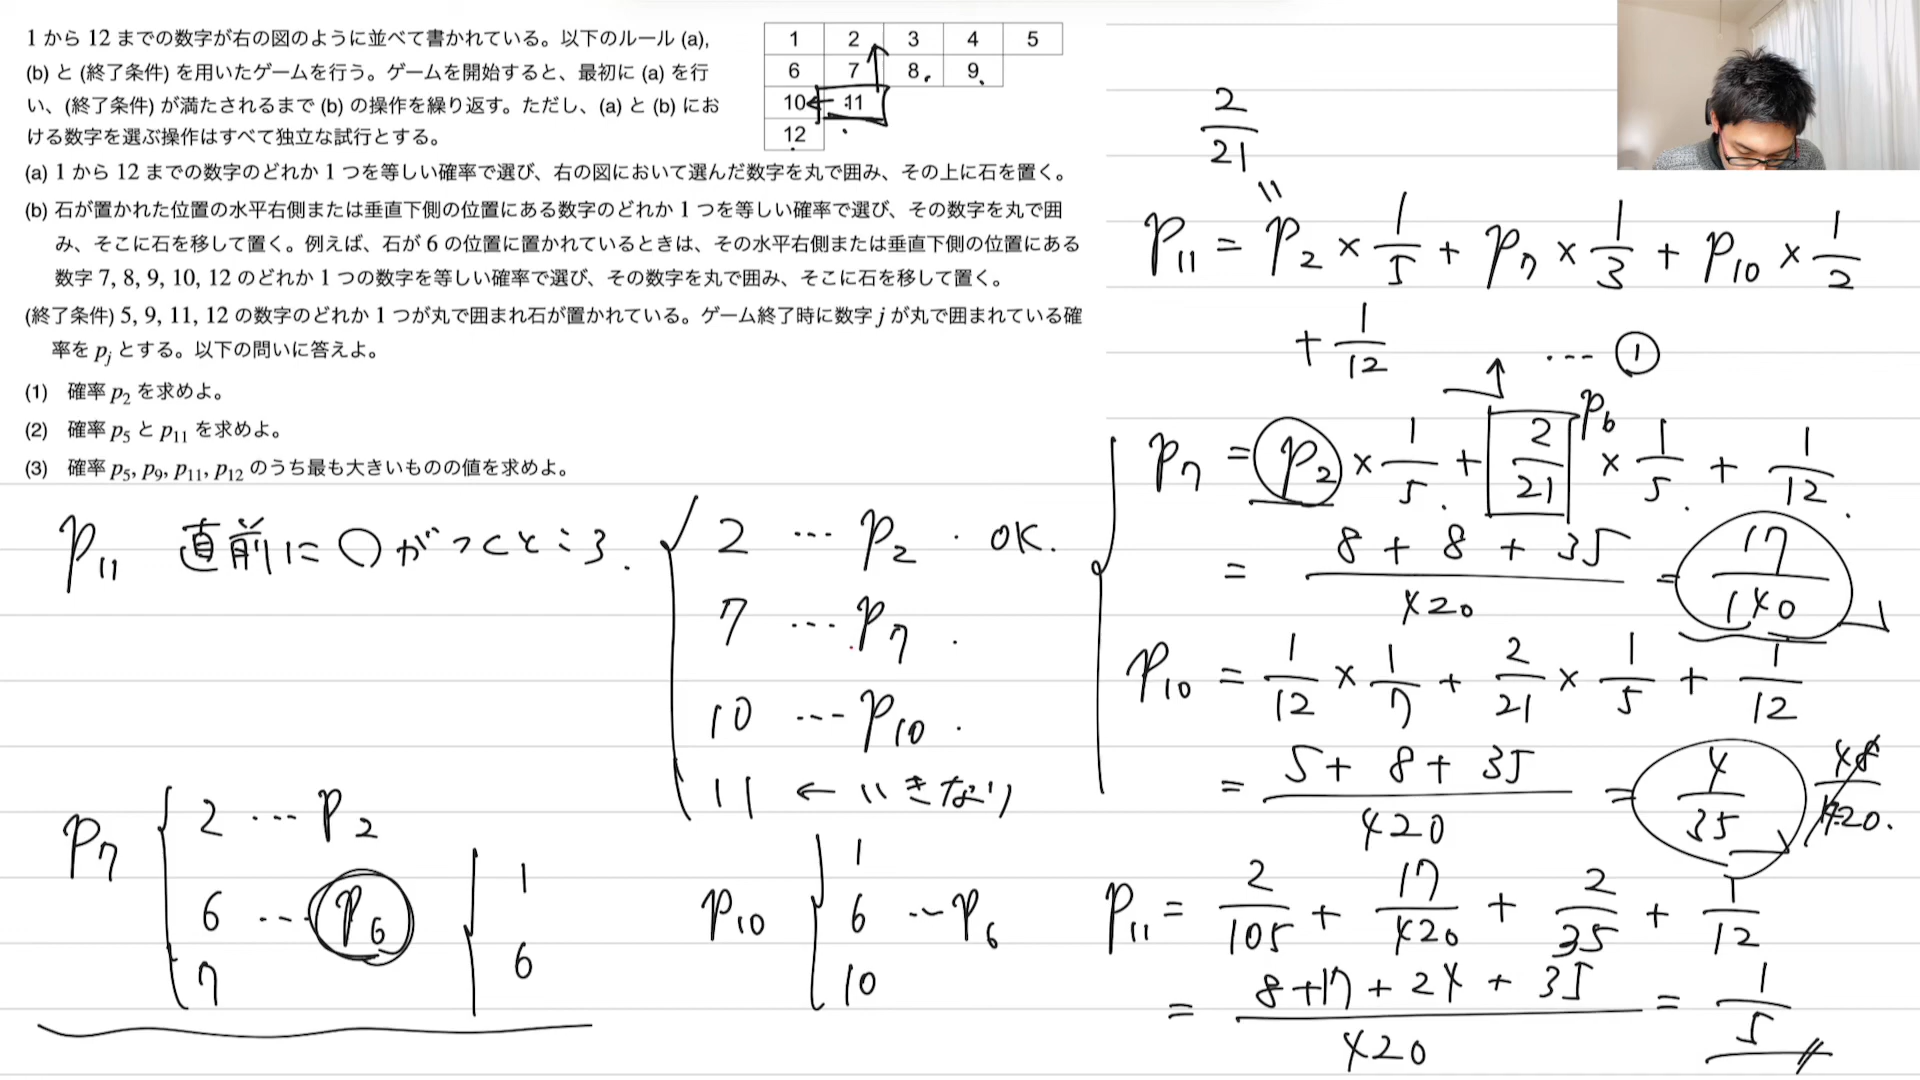 1 から 12 までの数字が右の図のように並べて書かれている。以下のルール (a),
(b) と (終了条件) を用いたゲームを行う。ゲームを開始すると、最初に (a) を行
い、(終了条件) が満たされるまで (b) の操作を繰り返す。ただし、(a) と (b) にお
ける数字を選ぶ操作はすべて独立な試行とする。
1 2 3 4 5
6 7 8 9
10 11
12
(a) 1 から 12 までの数字のどれか 1 つを等しい確率で選び、右の図において選んだ数字を丸で囲み、その上に石を置く。
(b) 石が置かれた位置の水平右側または垂直下側の位置にある数字のどれか 1 つを等しい確率で選び、その数字を丸で囲
み、そこに石を移して置く。例えば、石が 6 の位置に置かれているときは、その水平右側または垂直下側の位置にある
数字 7, 8, 9, 10, 12 のどれか 1 つの数字を等しい確率で選び、その数字を丸で囲み、そこに石を移して置く。
(終了条件) 5, 9, 11, 12 の数字のどれか 1 つが丸で囲まれ石が置かれている。ゲーム終了時に数字 j が丸で囲まれている確
率を p_j とする。以下の問いに答えよ。
(1) 確率 p_2 を求めよ。
(2) 確率 p_5 と p_11 を求めよ。
(3) 確率 p_5, p_9, p_11, p_12 のうち最も大きいものの値を求めよ。
P_11 直前に○がつくところ.
2 … P_2 . OK.
7 … P_7 .
10 … P_10 .
11 ← いきなり
P_7
2 … P_2
6 … P_6
7
1
6
P_10
1
6 … P_6
10
2/21
=
P_11 = P_2 × 1/5 + P_7 × 1/3 + P_10 × 1/2
+ 1/12 … ①
P_7 = P_2 × 1/5 + 2/21 P_6 × 1/5 + 1/12
= (8 + 8 + 35)/420 = 17/140
P_10 = 1/12 × 1/7 + 2/21 × 1/5 + 1/12
= (5 + 8 + 35)/420 = 4/35 48/420.
P_11 = 2/105 + 17/420 + 2/35 + 1/12
= (8 + 17 + 24 + 35)/420 = 1/5